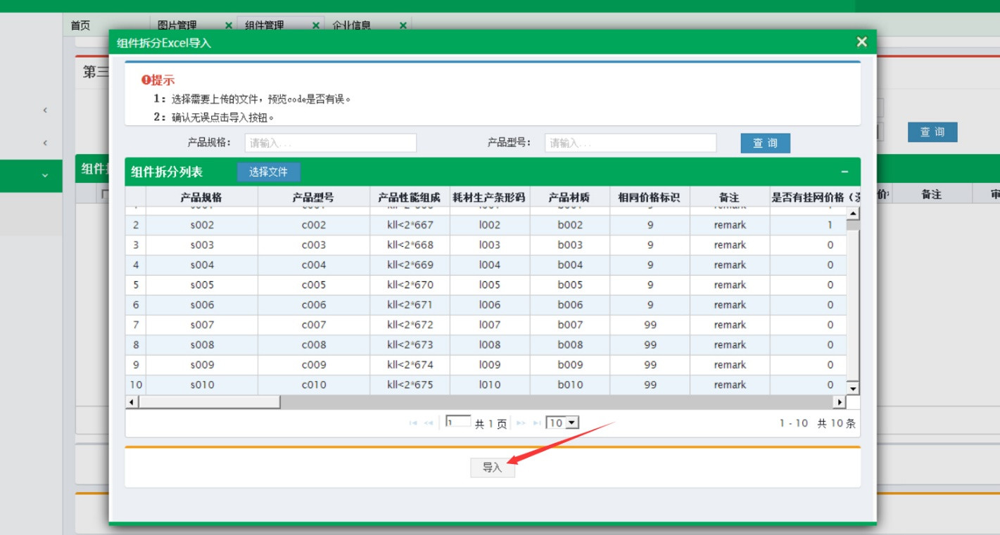 首页 图片管理 组件管理 企业信息
组件拆分Excel导入
第三
提示
1：选择需要上传的文件，预览code是否有误。
2：确认无误点击导入按钮。
产品规格： 请输入... 产品型号： 请输入... 查 询
查 询
组件拆分列表 选择文件
组件
产品规格 产品型号 产品性能组成 耗材生产条形码 产品材质 相同价格标识 备注 是否有挂网价格（
备注
2 s002 c002 kll<2*667 l002 b002 9 remark 1
3 s003 c003 kll<2*668 l003 b003 9 remark 0
4 s004 c004 kll<2*669 l004 b004 9 remark 0
5 s005 c005 kll<2*670 l005 b005 9 remark 0
6 s006 c006 kll<2*671 l006 b006 9 remark 0
7 s007 c007 kll<2*672 l007 b007 99 remark 0
8 s008 c008 kll<2*673 l008 b008 99 remark 0
9 s009 c009 kll<2*674 l009 b009 99 remark 0
10 s010 c010 kll<2*675 l010 b010 99 remark 0
1 共 1 页 10 1 - 10 共 10 条
导入